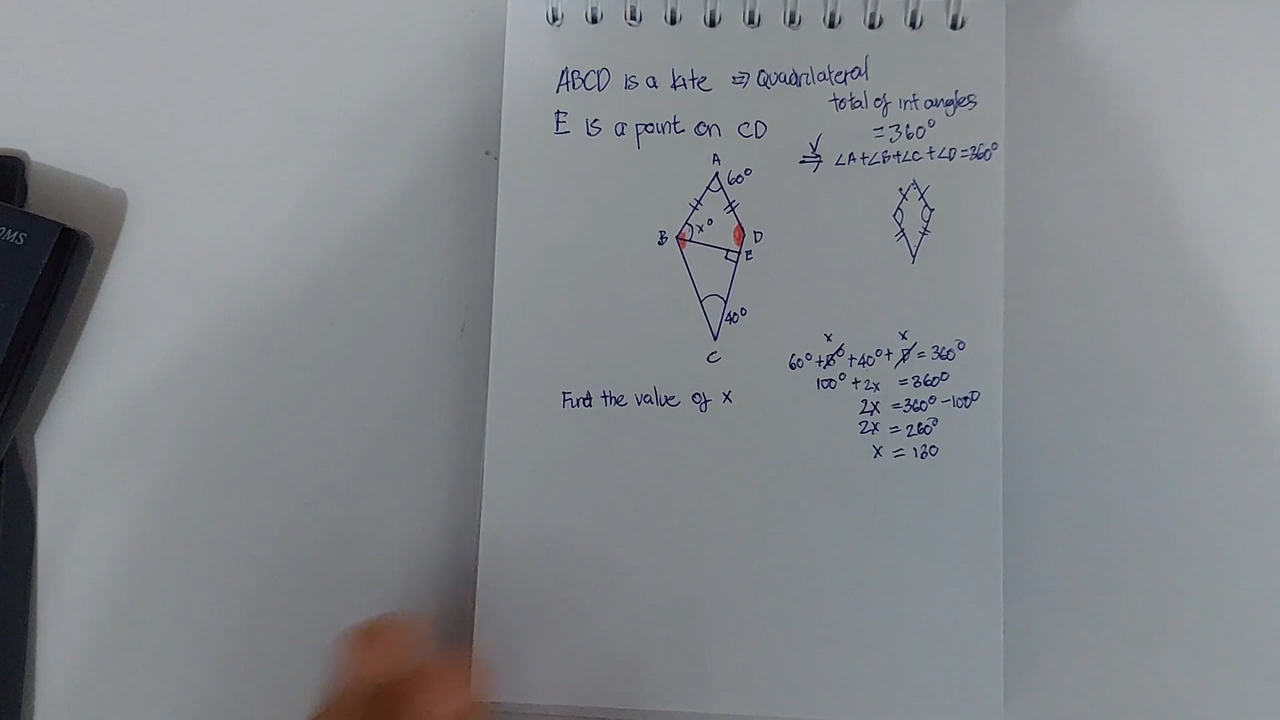 ABCD is a kite ⇒ Quadrilateral
total of int angles
= 360°
E is a point on CD
⇒ ∠A+∠B+∠C+∠D=360°
A
60°
B
x°
D
E
40°
C
x x
60°+B°+40°+D=360°
100°+2x =360°
2x =360°-100°
2x =260°
x =130
Find the value of x
OMS